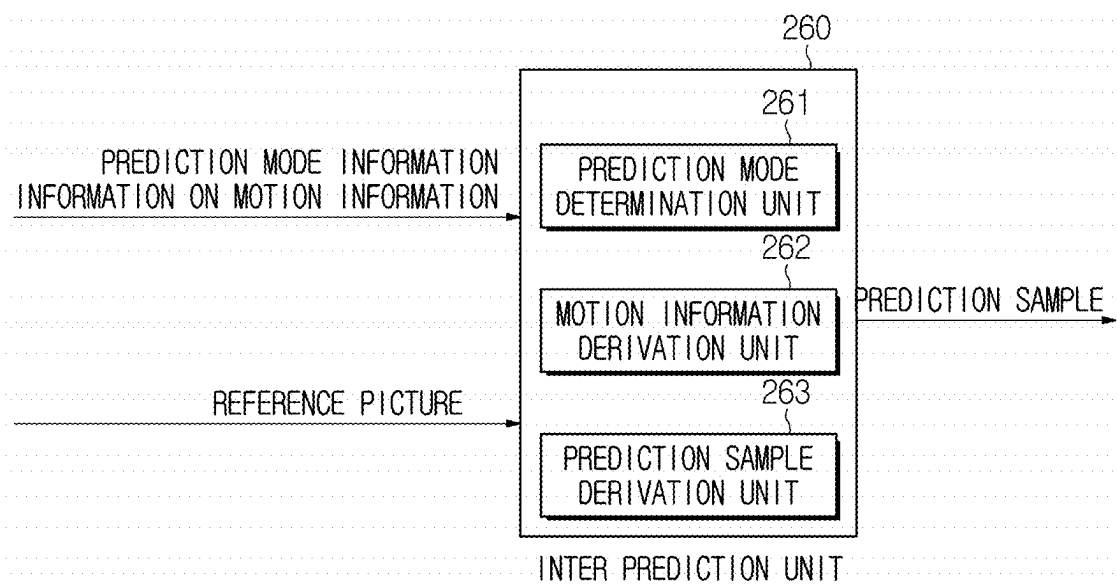 260
261
PREDICTION MODE INFORMATION
INFORMATION ON MOTION INFORMATION
PREDICTION MODE
DETERMINATION UNIT
262
MOTION INFORMATION
DERIVATION UNIT
PREDICTION SAMPLE
REFERENCE PICTURE
263
PREDICTION SAMPLE
DERIVATION UNIT
INTER PREDICTION UNIT